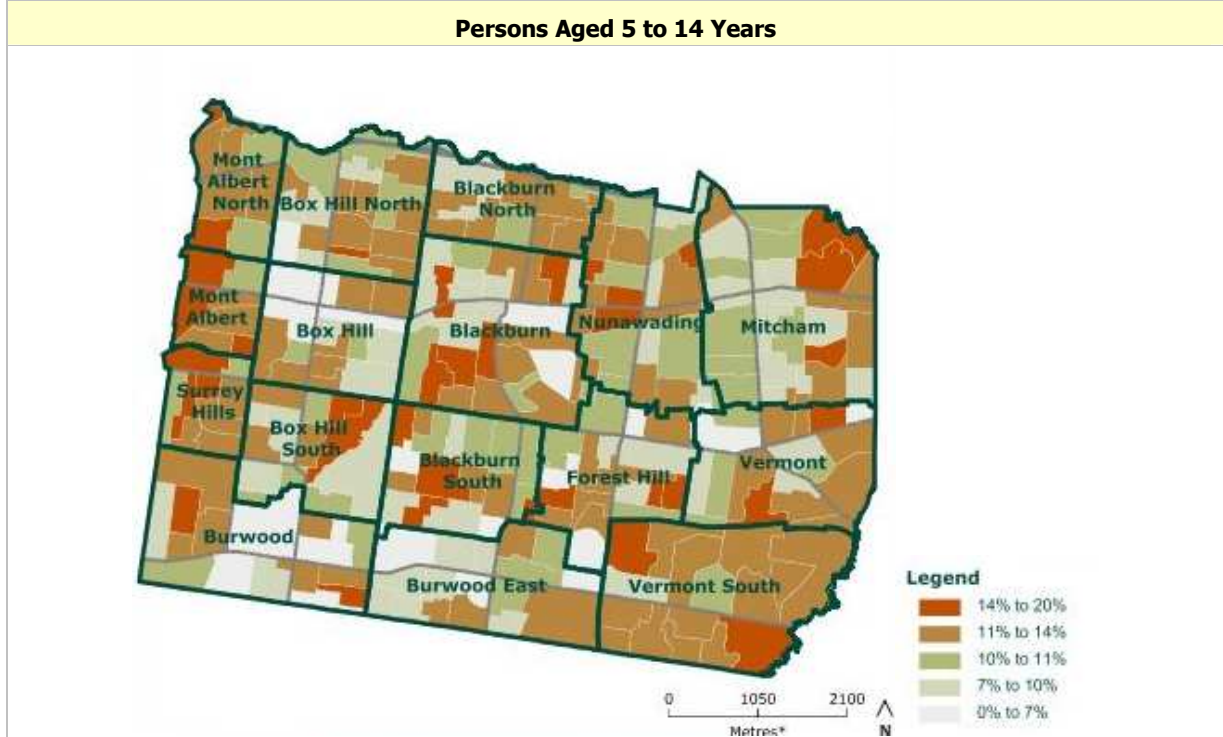 Persons Aged 5 to 14 Years
Mont
Albert
North
Box Hill North
Blackburn
North
Mont
Albert
Box Hill
Blackburn
Nunawading
Mitcham
Surrey
Hills
Box Hill
South
Blackburn
South
Forest Hill
Vermont
Burwood
Burwood East
Vermont South
Legend
14% to 20%
11% to 14%
10% to 11%
7% to 10%
0% to 7%
0 1050 2100
Metres*
N